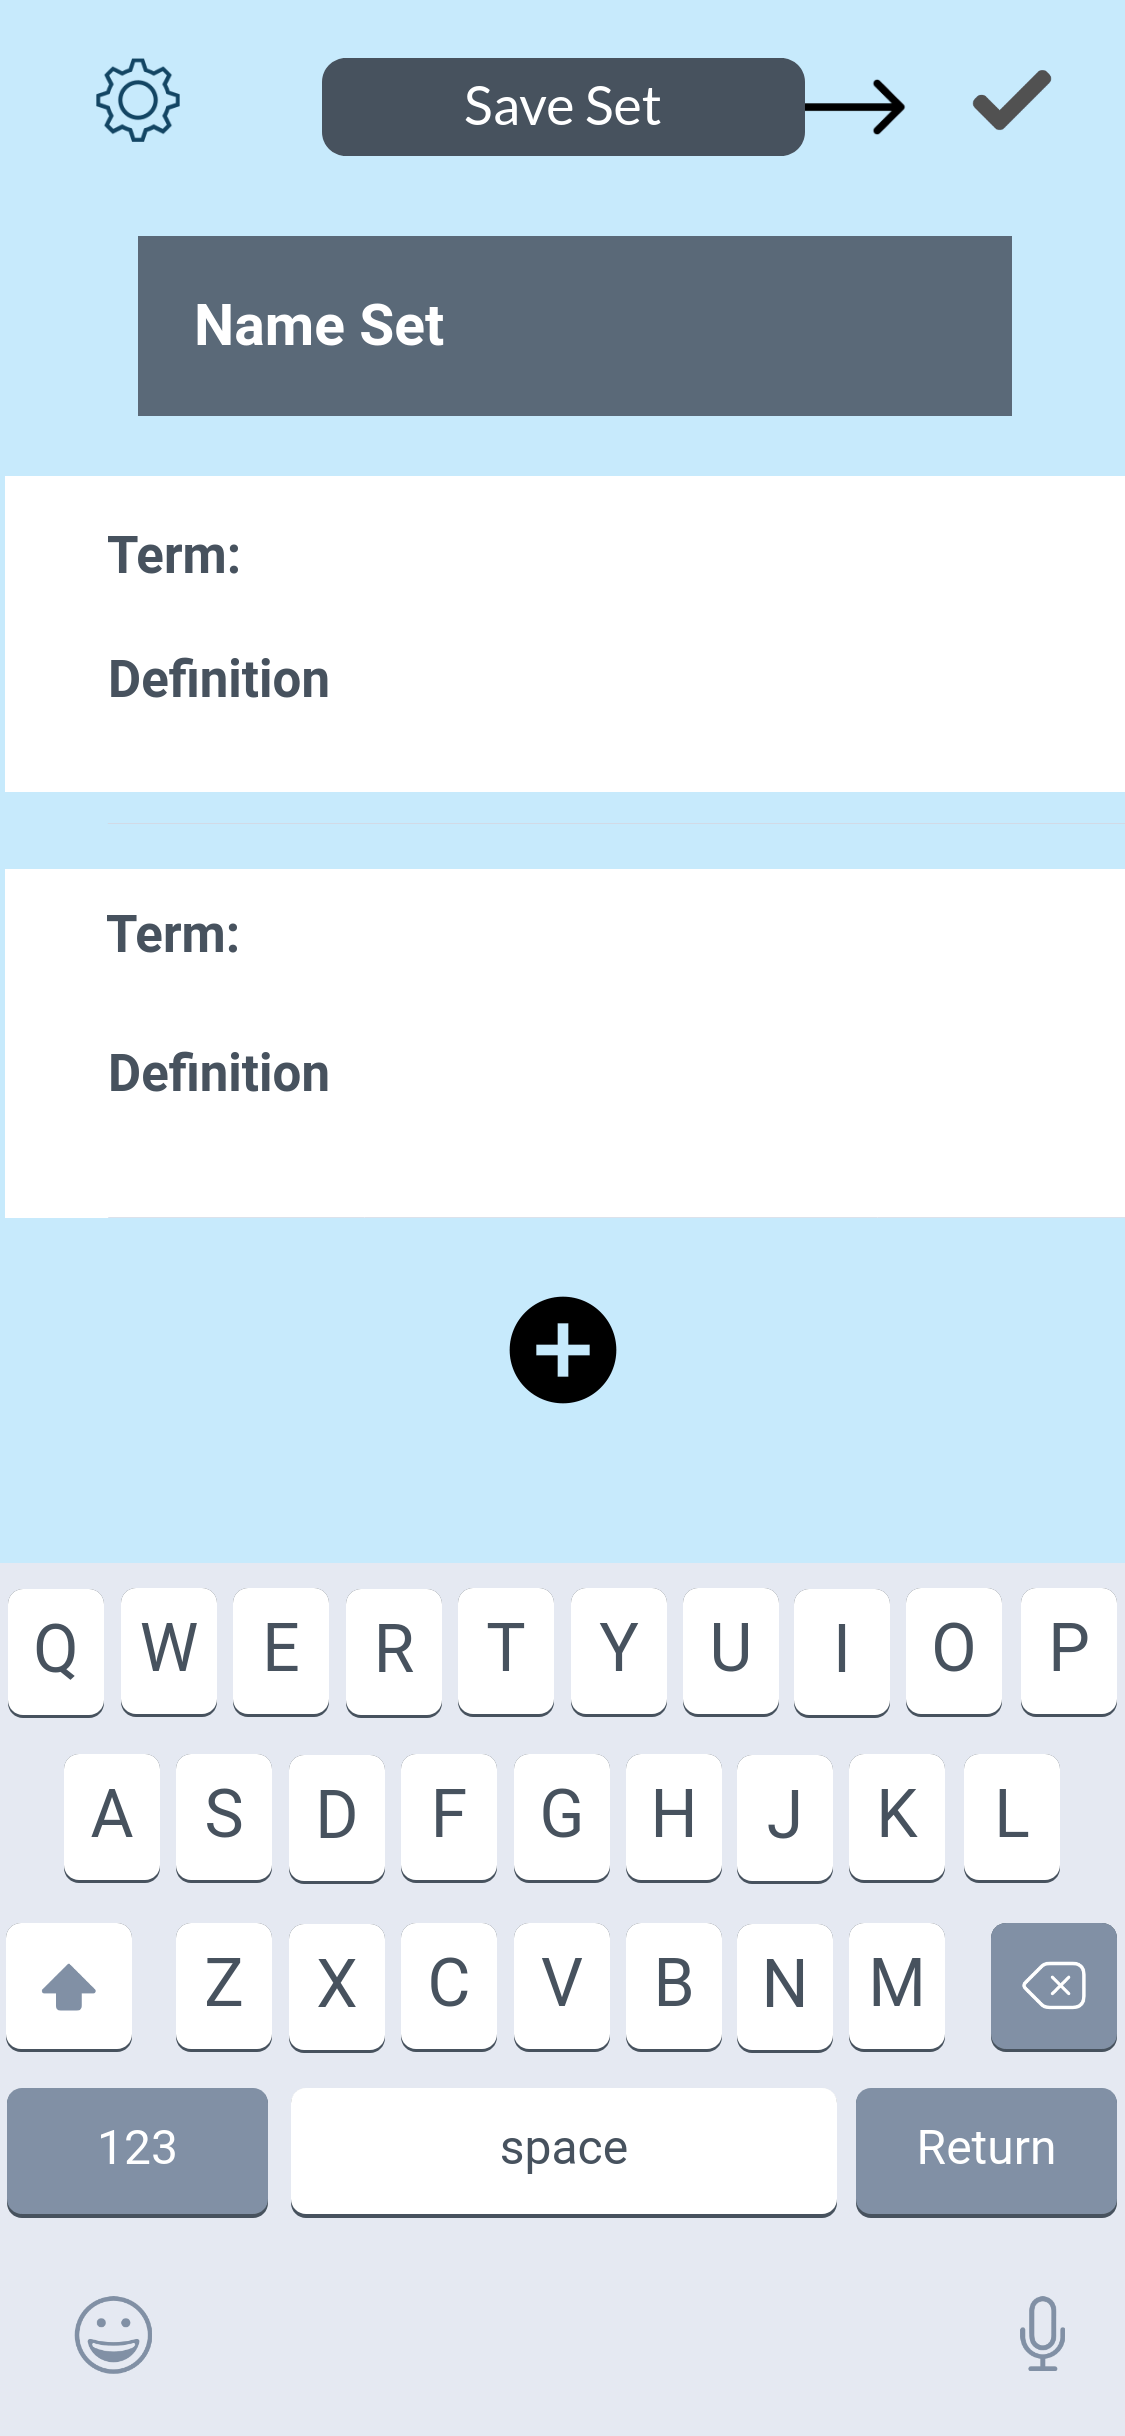 Save Set
Name Set
Term:
Definition
Term:
Definition
Q W E R T Y U I O P
A S D F G H J K L
Z X C V B N M
123 space Return